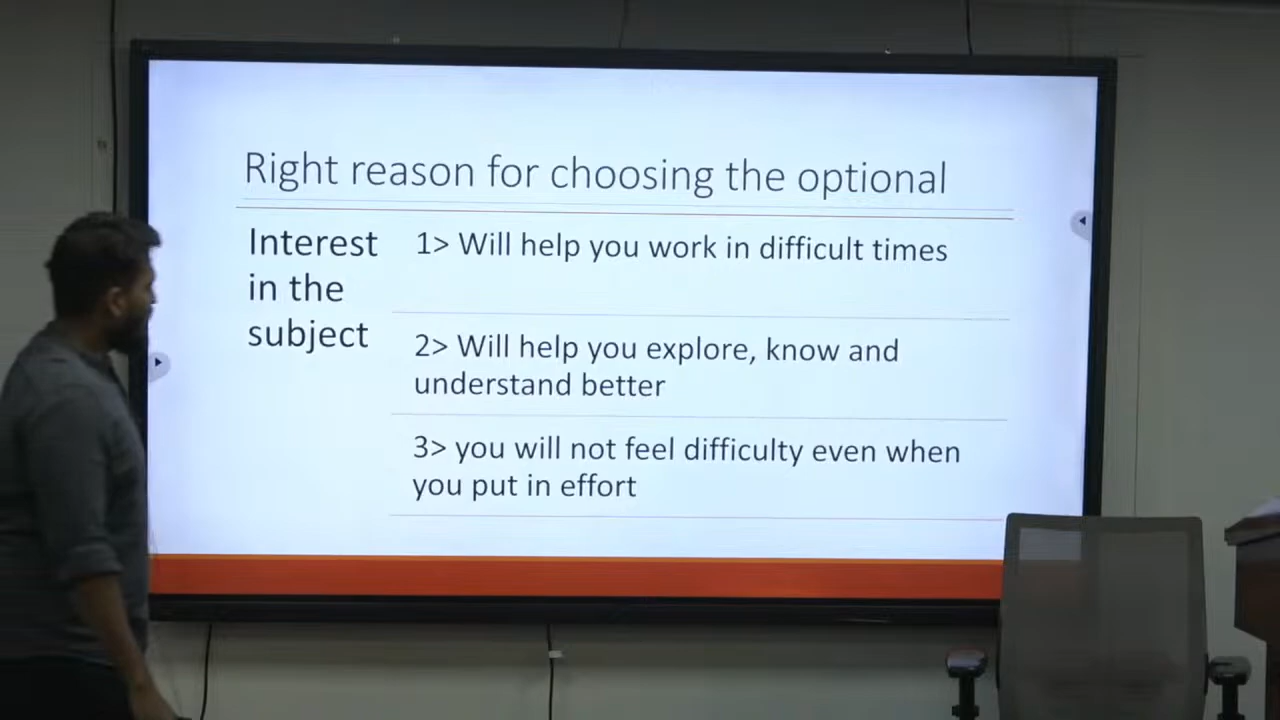 Right reason for choosing the optional
Interest
in the
subject
1> Will help you work in difficult times
2> Will help you explore, know and
understand better
3> you will not feel difficulty even when
you put in effort